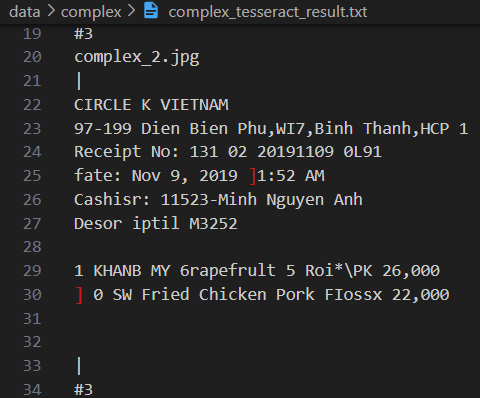 data > complex > complex_tesseract_result.txt
19 #3
20 complex_2.jpg
21 |
22 CIRCLE K VIETNAM
23 97-199 Dien Bien Phu,WI7,Binh Thanh,HCP 1
24 Receipt No: 131 02 20191109 0L91
25 fate: Nov 9, 2019 ]1:52 AM
26 Cashisr: 11523-Minh Nguyen Anh
27 Desor iptil M3252
28
29 1 KHANB MY 6rapefrult 5 Roi*\PK 26,000
30 ] 0 SW Fried Chicken Pork FIossx 22,000
31
32
33 |
34 #3